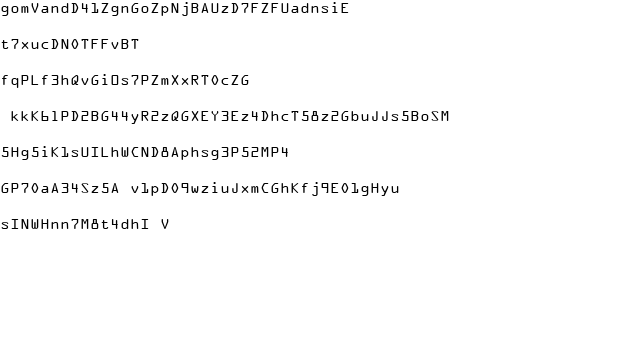 gomVandD41ZgnGoZpNjBAUzD7FZFUadnsiE
t7xucDN0TFFvBT
fqPLf3hQvGiOs7PZmXxRT0cZG
kkK61PD2BG44yR2zQGXEY3Ez4DhcT58z2GbuJJs5BoSM
5Hg5iK1sUILhWCND8Aphsg3P52MP4
GP70aA34Sz5A v1pD09wziuJxmCGhKfj9E01gHyu
sINWHnn7M8t4dhI V